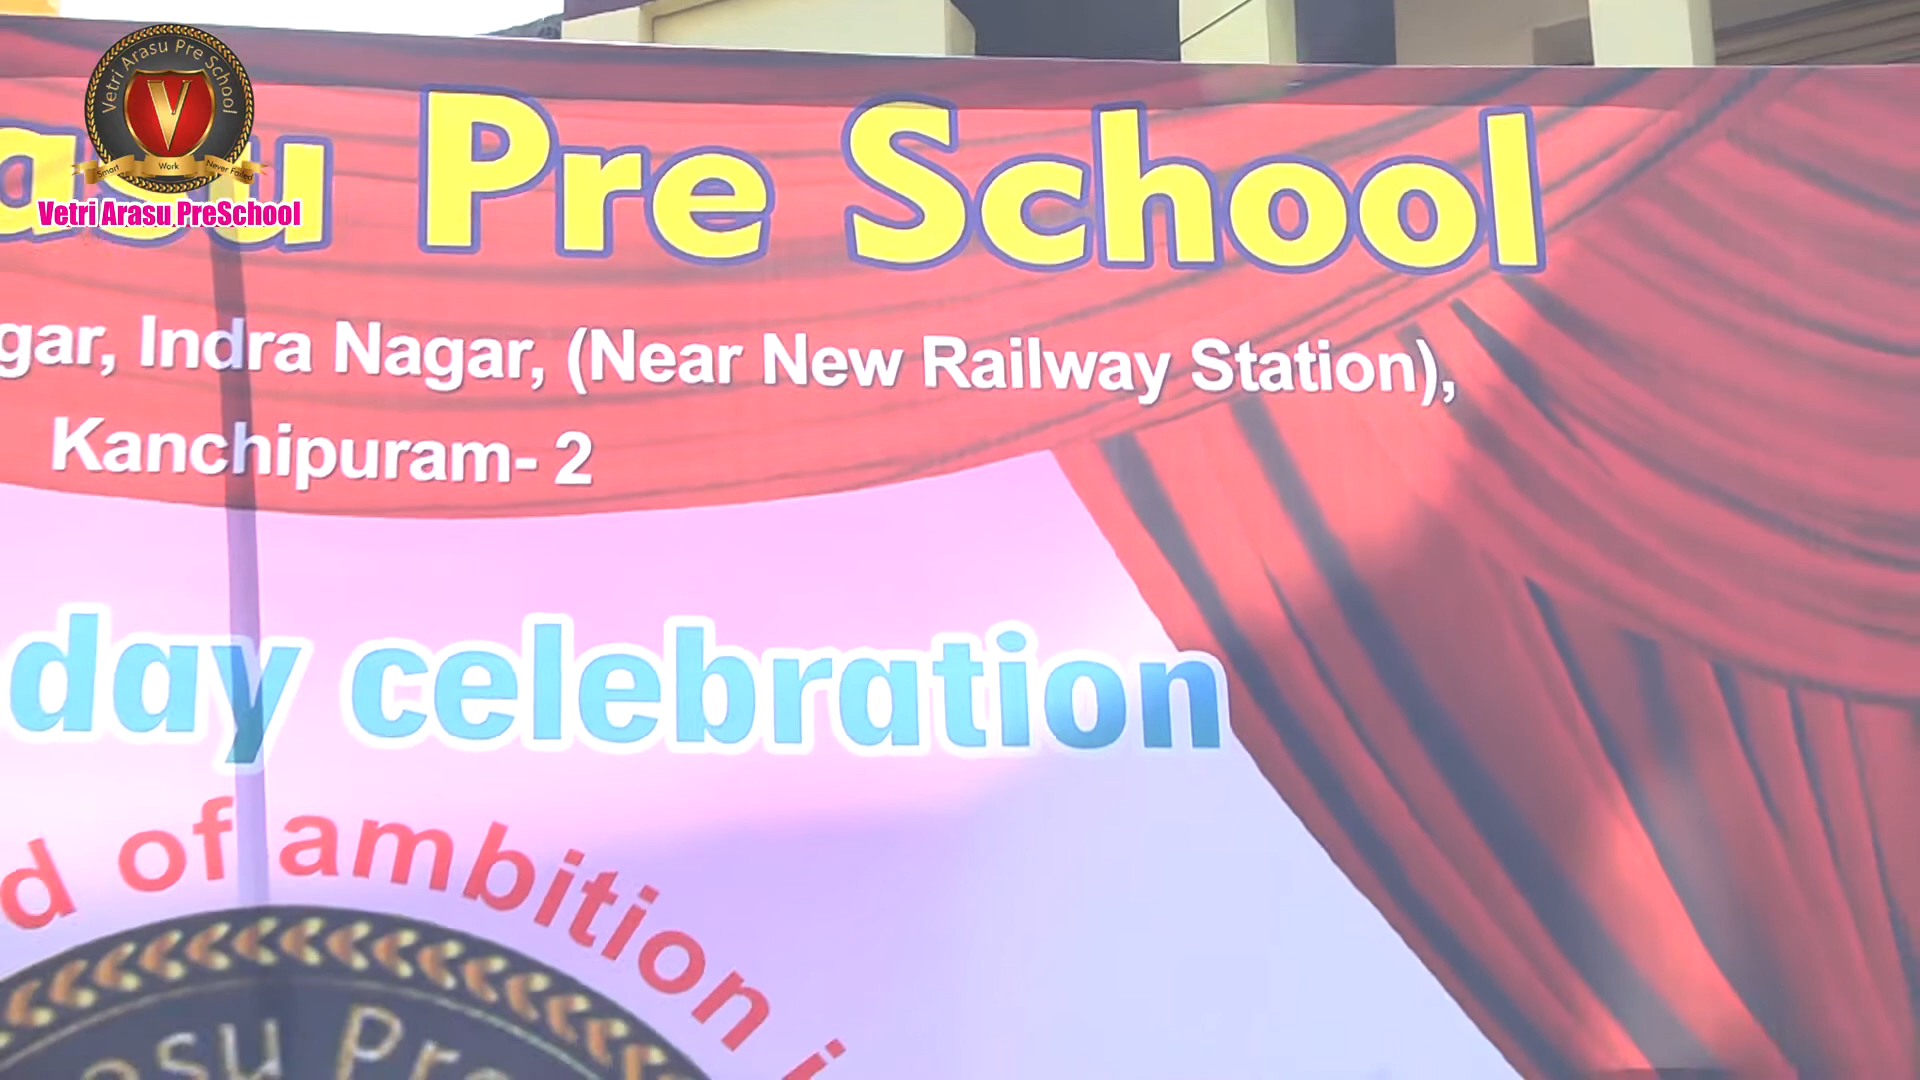 Vetri Arasu Pre School
Smart Work Never Failed
Vetri Arasu PreSchool
asu Pre School
gar, Indra Nagar, (Near New Railway Station),
Kanchipuram- 2
day celebration
d of ambition i
asu Pre